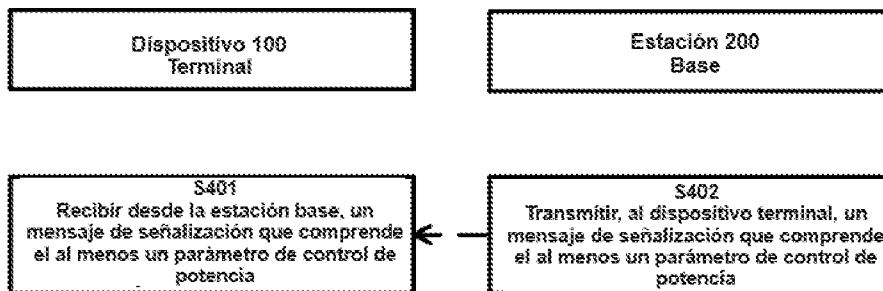 Dispositivo 100
Terminal
Estación 200
Base
S401
Recibir desde la estación base, un
mensaje de señalización que comprende
el al menos un parámetro de control de
potencia
S402
Transmitir, al dispositivo terminal, un
mensaje de señalización que comprende
el al menos un parámetro de control de
potencia